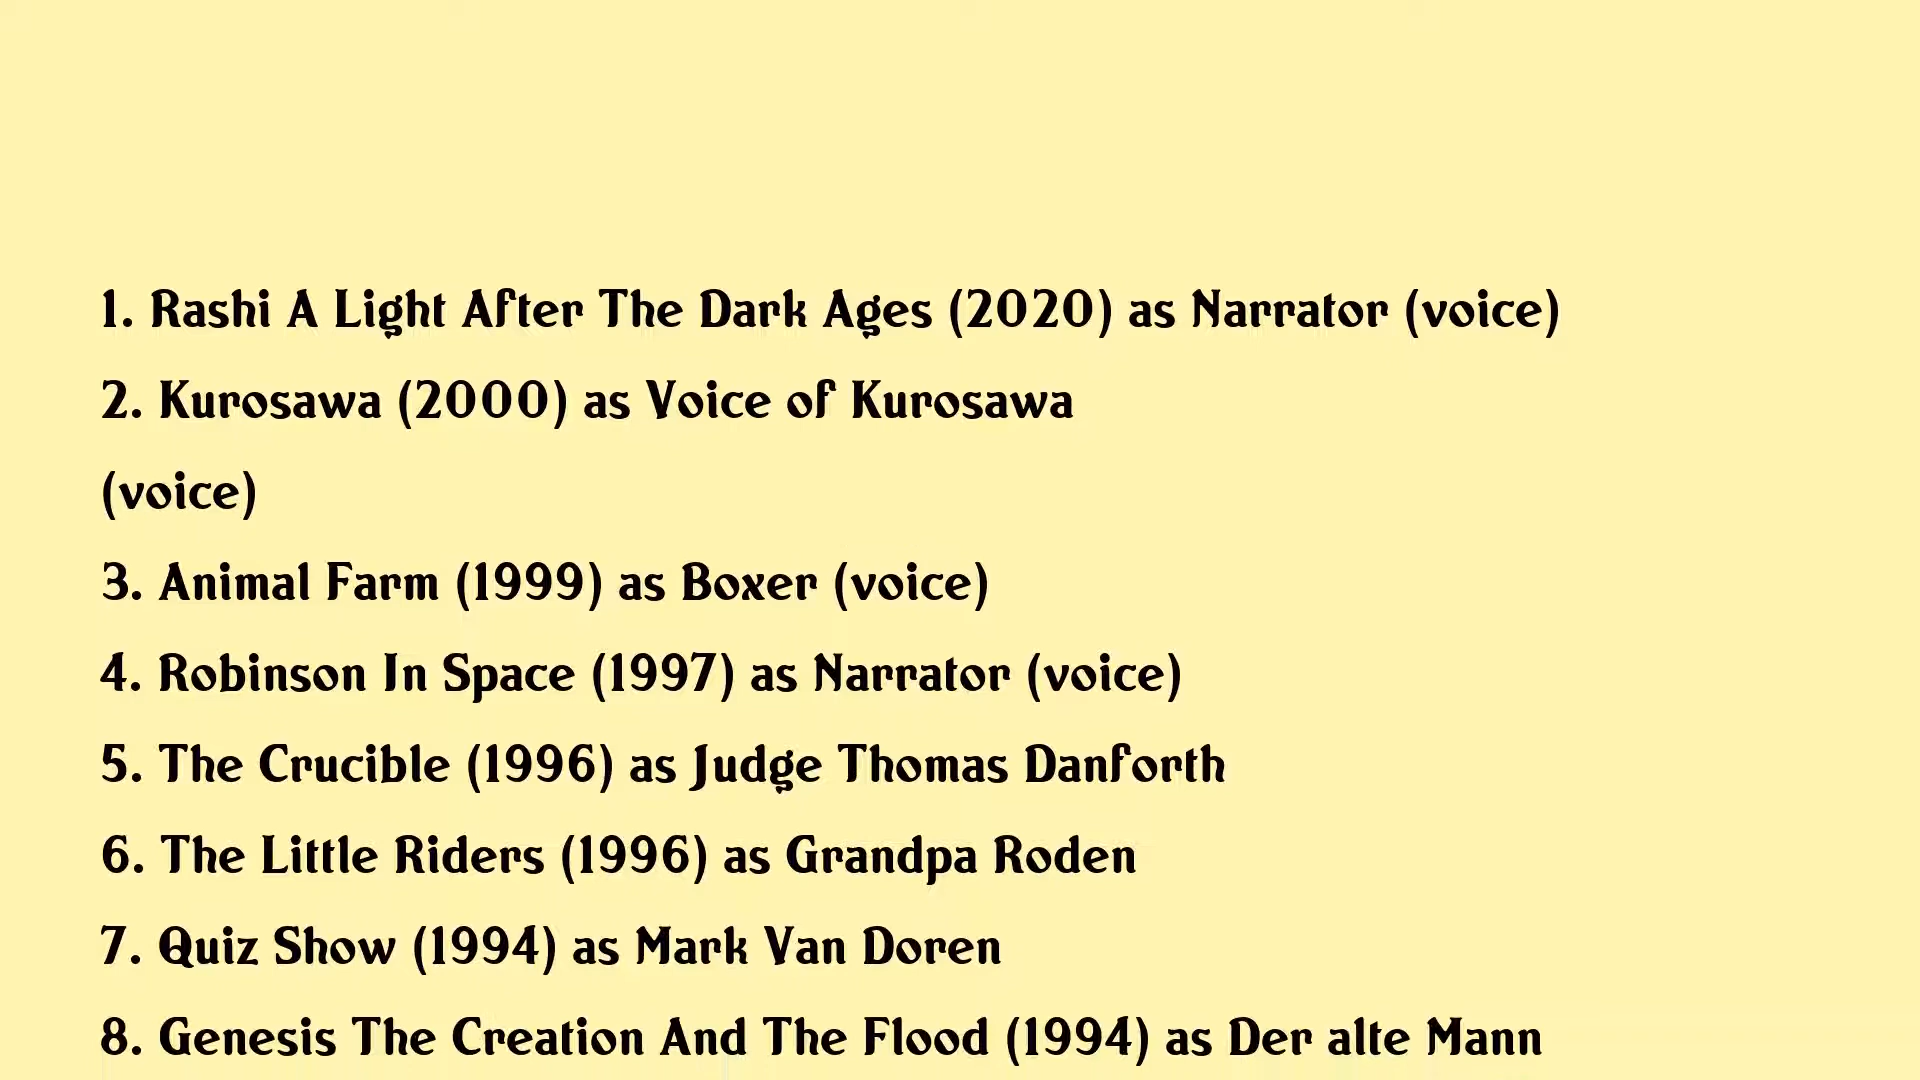 1. Rashi A Light After The Dark Ages (2020) as Narrator (voice)
2. Kurosawa (2000) as Voice of Kurosawa
(voice)
3. Animal Farm (1999) as Boxer (voice)
4. Robinson In Space (1997) as Narrator (voice)
5. The Crucible (1996) as Judge Thomas Danforth
6. The Little Riders (1996) as Grandpa Roden
7. Quiz Show (1994) as Mark Van Doren
8. Genesis The Creation And The Flood (1994) as Der alte Mann